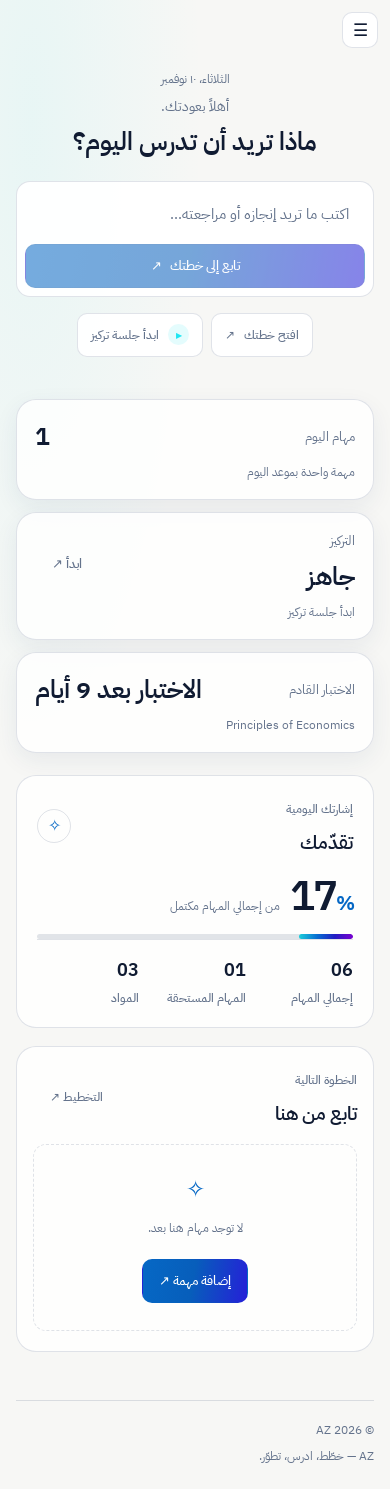 ☰
الثلاثاء، ١٠ نوفمبر
أهلاً بعودتك.
ماذا تريد أن تدرس اليوم؟
اكتب ما تريد إنجازه أو مراجعته...
تابع إلى خطتك ↗
افتح خطتك ↗
ابدأ جلسة تركيز
مهام اليوم
1
مهمة واحدة بموعد اليوم
التركيز
جاهز
ابدأ ↗
ابدأ جلسة تركيز
الاختبار القادم
الاختبار بعد 9 أيام
Principles of Economics
إشارتك اليومية
تقدّمك
17% من إجمالي المهام مكتمل
06
إجمالي المهام
01
المهام المستحقة
03
المواد
الخطوة التالية
تابع من هنا
التخطيط ↗
لا توجد مهام هنا بعد.
إضافة مهمة ↗
© 2026 AZ
AZ — خطّط، ادرس، تطوّر.